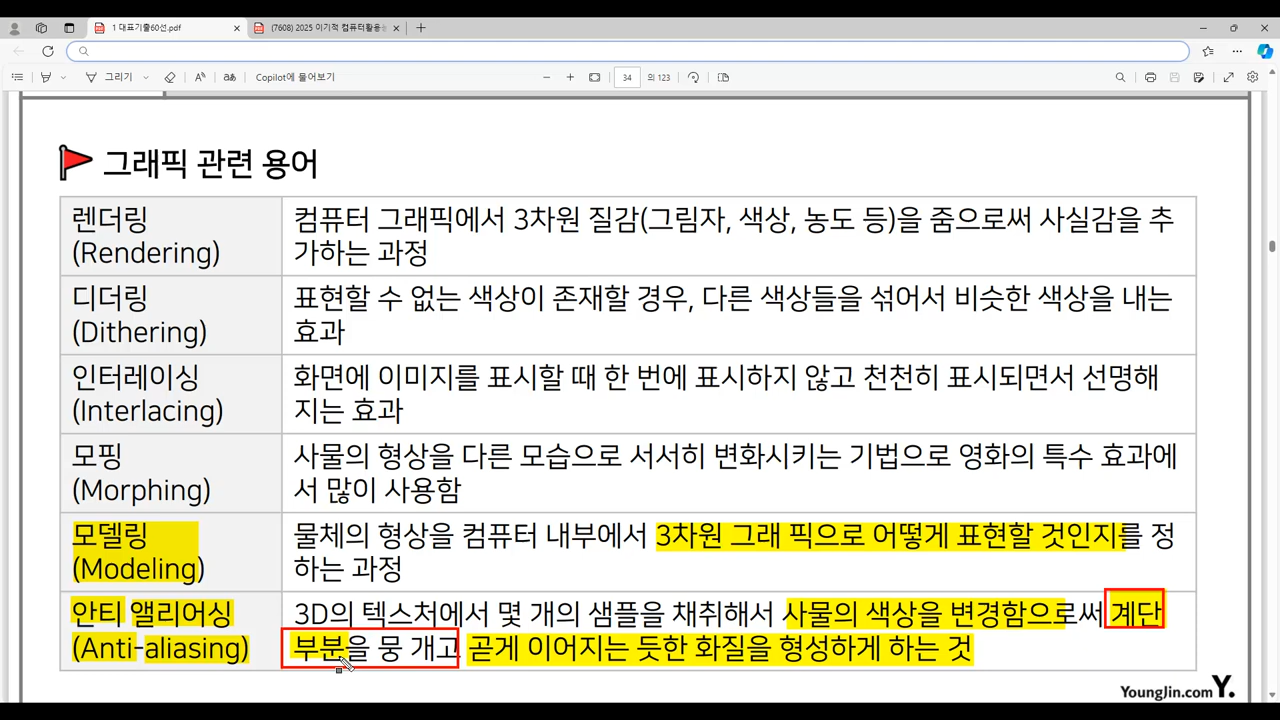 1 대표기출60선.pdf
(7608) 2025 이기적 컴퓨터활용능
그리기
Copilot에 물어보기
34 의 123
그래픽 관련 용어
렌더링
(Rendering)
컴퓨터 그래픽에서 3차원 질감(그림자, 색상, 농도 등)을 줌으로써 사실감을 추
가하는 과정
디더링
(Dithering)
표현할 수 없는 색상이 존재할 경우, 다른 색상들을 섞어서 비슷한 색상을 내는
효과
인터레이싱
(Interlacing)
화면에 이미지를 표시할 때 한 번에 표시하지 않고 천천히 표시되면서 선명해
지는 효과
모핑
(Morphing)
사물의 형상을 다른 모습으로 서서히 변화시키는 기법으로 영화의 특수 효과에
서 많이 사용함
모델링
(Modeling)
물체의 형상을 컴퓨터 내부에서 3차원 그래 픽으로 어떻게 표현할 것인지를 정
하는 과정
안티 앨리어싱
(Anti-aliasing)
3D의 텍스처에서 몇 개의 샘플을 채취해서 사물의 색상을 변경함으로써 계단
부분을 뭉 개고 곧게 이어지는 듯한 화질을 형성하게 하는 것
YoungJin.com Y.